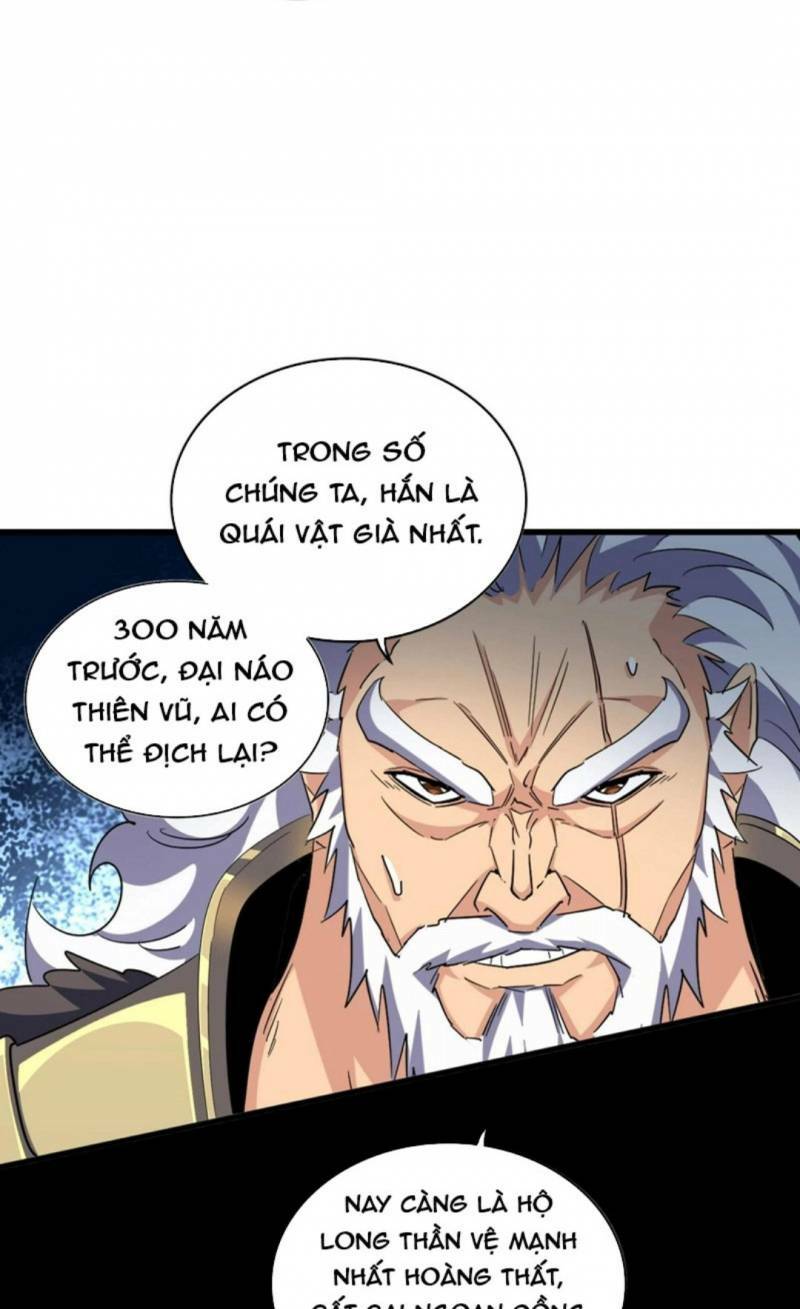 TRONG SỐ
CHÚNG TA, HẮN LÀ
QUÁI VẬT GIÀ NHẤT.
300 NĂM
TRƯỚC, ĐẠI NÁO
THIÊN VŨ, AI CÓ
THỂ ĐỊCH LẠI?
NAY CÀNG LÀ HỘ
LONG THẦN VỆ MẠNH
NHẤT HOÀNG THẤT,